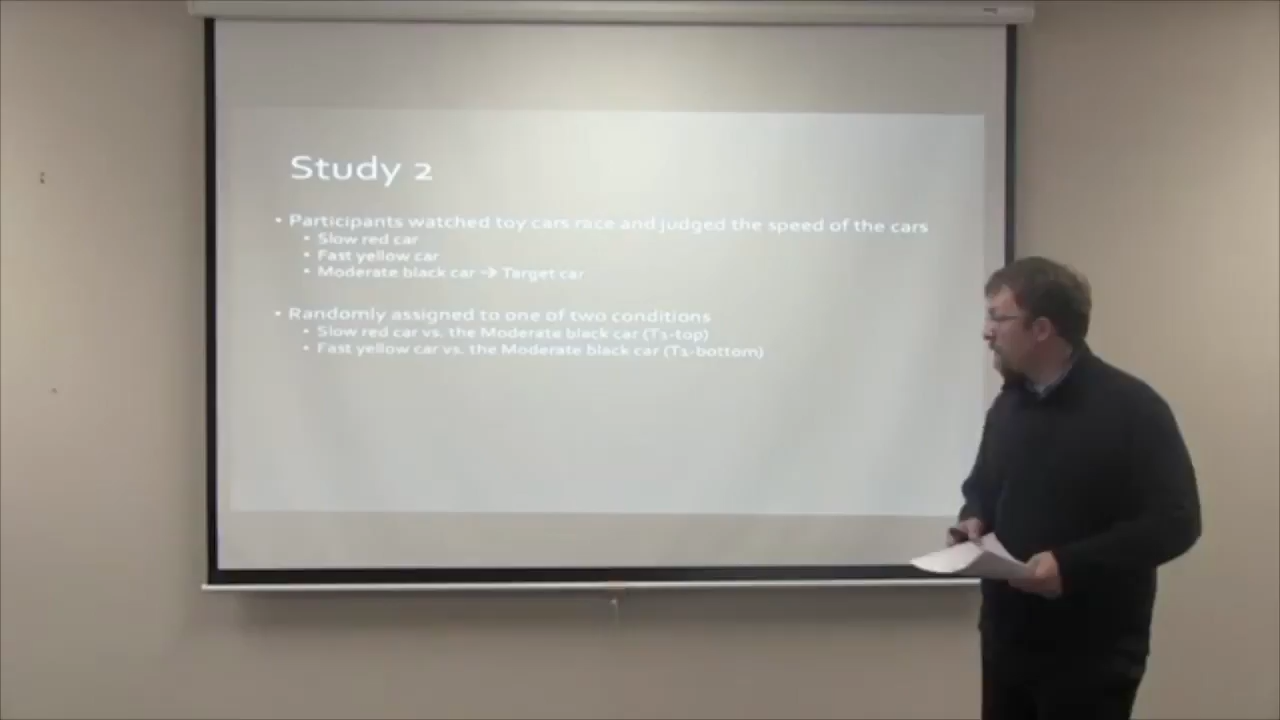 Study 2
• Participants watched toy cars race and judged the speed of the cars
• Slow red car
• Fast yellow car
• Moderate black car → Target car
• Randomly assigned to one of two conditions
• Slow red car vs. the Moderate black car (T1-top)
• Fast yellow car vs. the Moderate black car (T1-bottom)